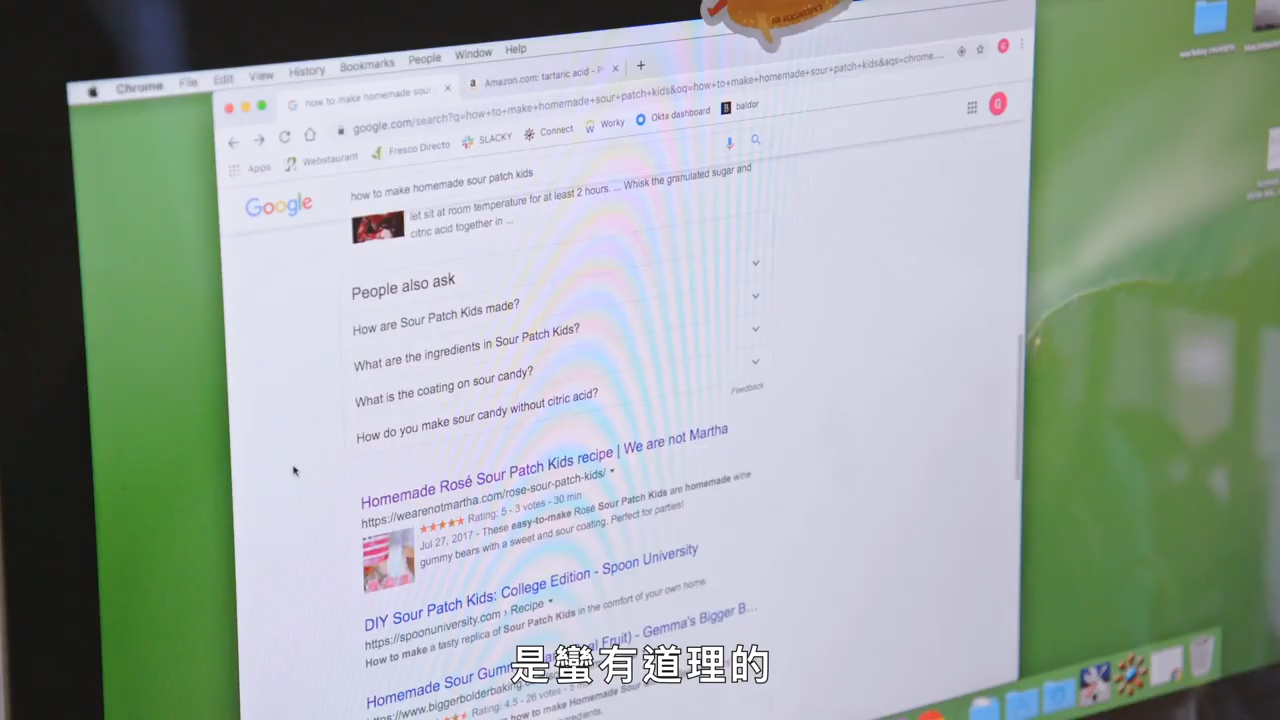 SIR KENSINGTON'S
Chrome File Edit View History Bookmarks People Window Help
how to make homemade sour
Amazon.com: tartaric acid - P
google.com/search?q=how+to+make+homemade+sour+patch+kids&oq=how+to+make+homemade+sour+patch+kids&aqs=chrome....
Apps Webstaurant Fresco Directo SLACKY Connect Worky Okta dashboard baldor
Google
how to make homemade sour patch kids
let sit at room temperature for at least 2 hours. ... Whisk the granulated sugar and
citric acid together in ...
People also ask
How are Sour Patch Kids made?
What are the ingredients in Sour Patch Kids?
What is the coating on sour candy?
How do you make sour candy without citric acid?
Feedback
Homemade Rosé Sour Patch Kids recipe | We are not Martha
https://wearenotmartha.com/rose-sour-patch-kids/
Rating: 5 - 3 votes - 30 min
Jul 27, 2017 - These easy-to-make Rosé Sour Patch Kids are homemade wine
gummy bears with a sweet and sour coating. Perfect for parties!
DIY Sour Patch Kids: College Edition - Spoon University
https://spoonuniversity.com › Recipe
How to make a tasty replica of Sour Patch Kids in the comfort of your own home.
Homemade Sour Gum Fruit) - Gemma's Bigger B...
https://www.biggerbolderbaking
Rating: 4.5 - 26 votes - 5
how to make Homemade Sour
是蠻有道理的